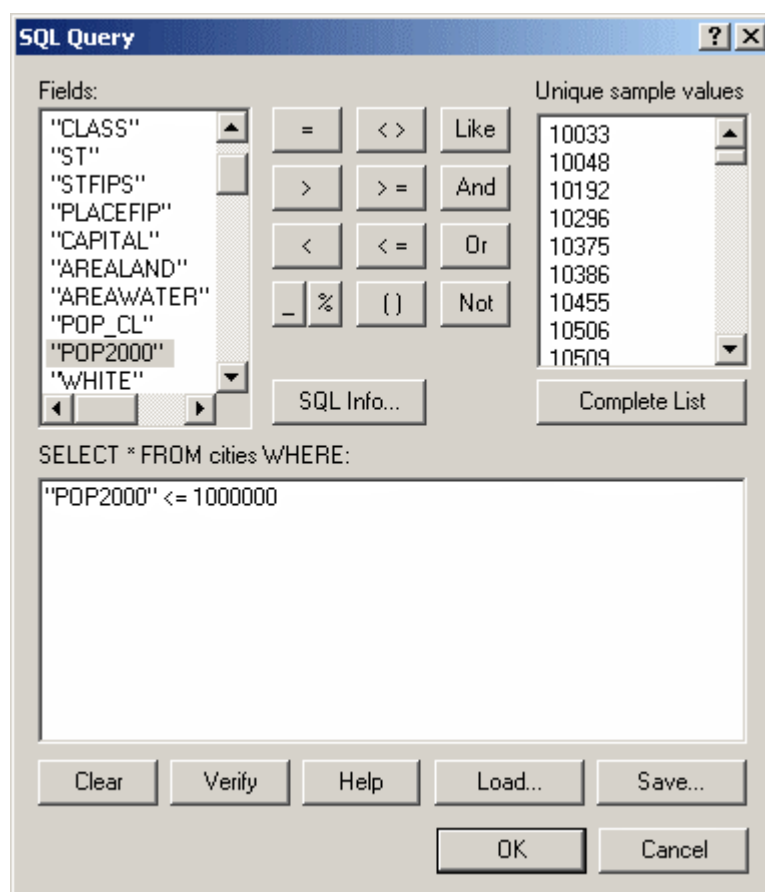 SQL Query
? X
Fields:
"CLASS"
"ST"
"STFIPS"
"PLACEFIP"
"CAPITAL"
"AREALAND"
"AREAWATER"
"POP_CL"
"POP2000"
"WHITE"
= < > Like
> > = And
< < = Or
_ % ( ) Not
SQL Info...
Unique sample values
10033
10048
10192
10296
10375
10386
10455
10506
10509
Complete List
SELECT * FROM cities WHERE:
"POP2000" <= 1000000
Clear Verify Help Load... Save...
OK Cancel